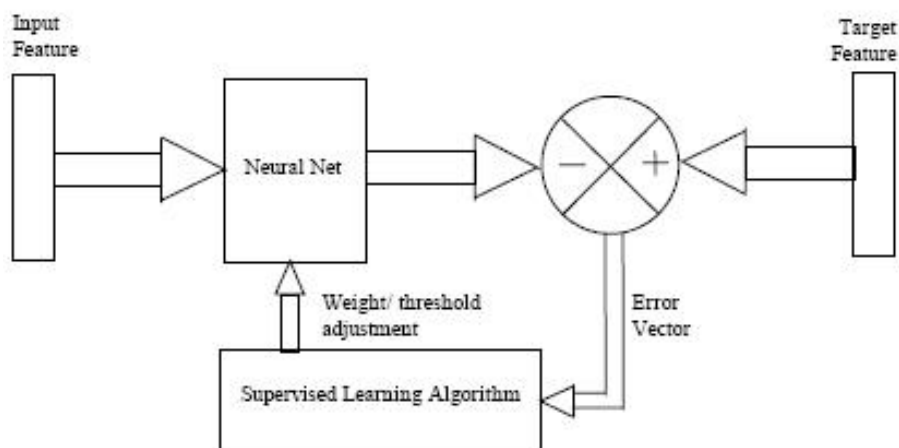 Input
Feature
Target
Feature
Neural Net
−
+
Weight/ threshold
adjustment
Error
Vector
Supervised Learning Algorithm